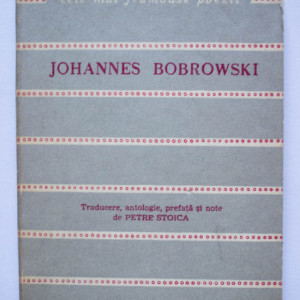 cele mai frumoase poezii
JOHANNES BOBROWSKI
Traducere, antologie, prefață și note
de PETRE STOICA